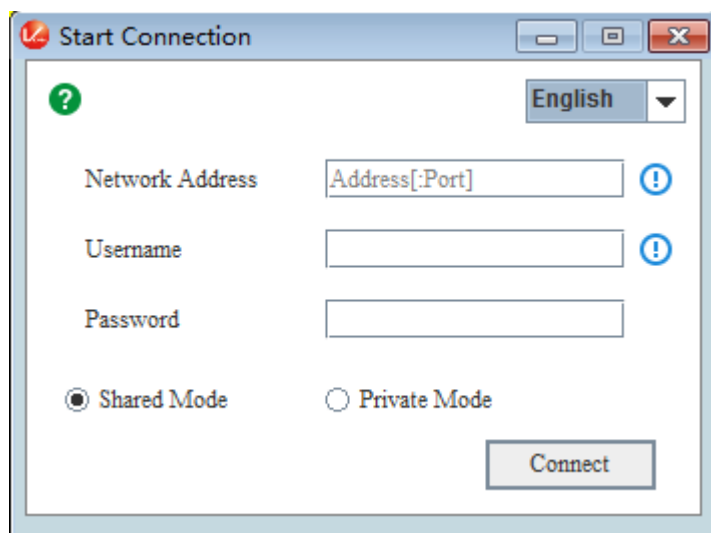 Start Connection
English
Network Address Address[:Port]
Username
Password
Shared Mode Private Mode
Connect